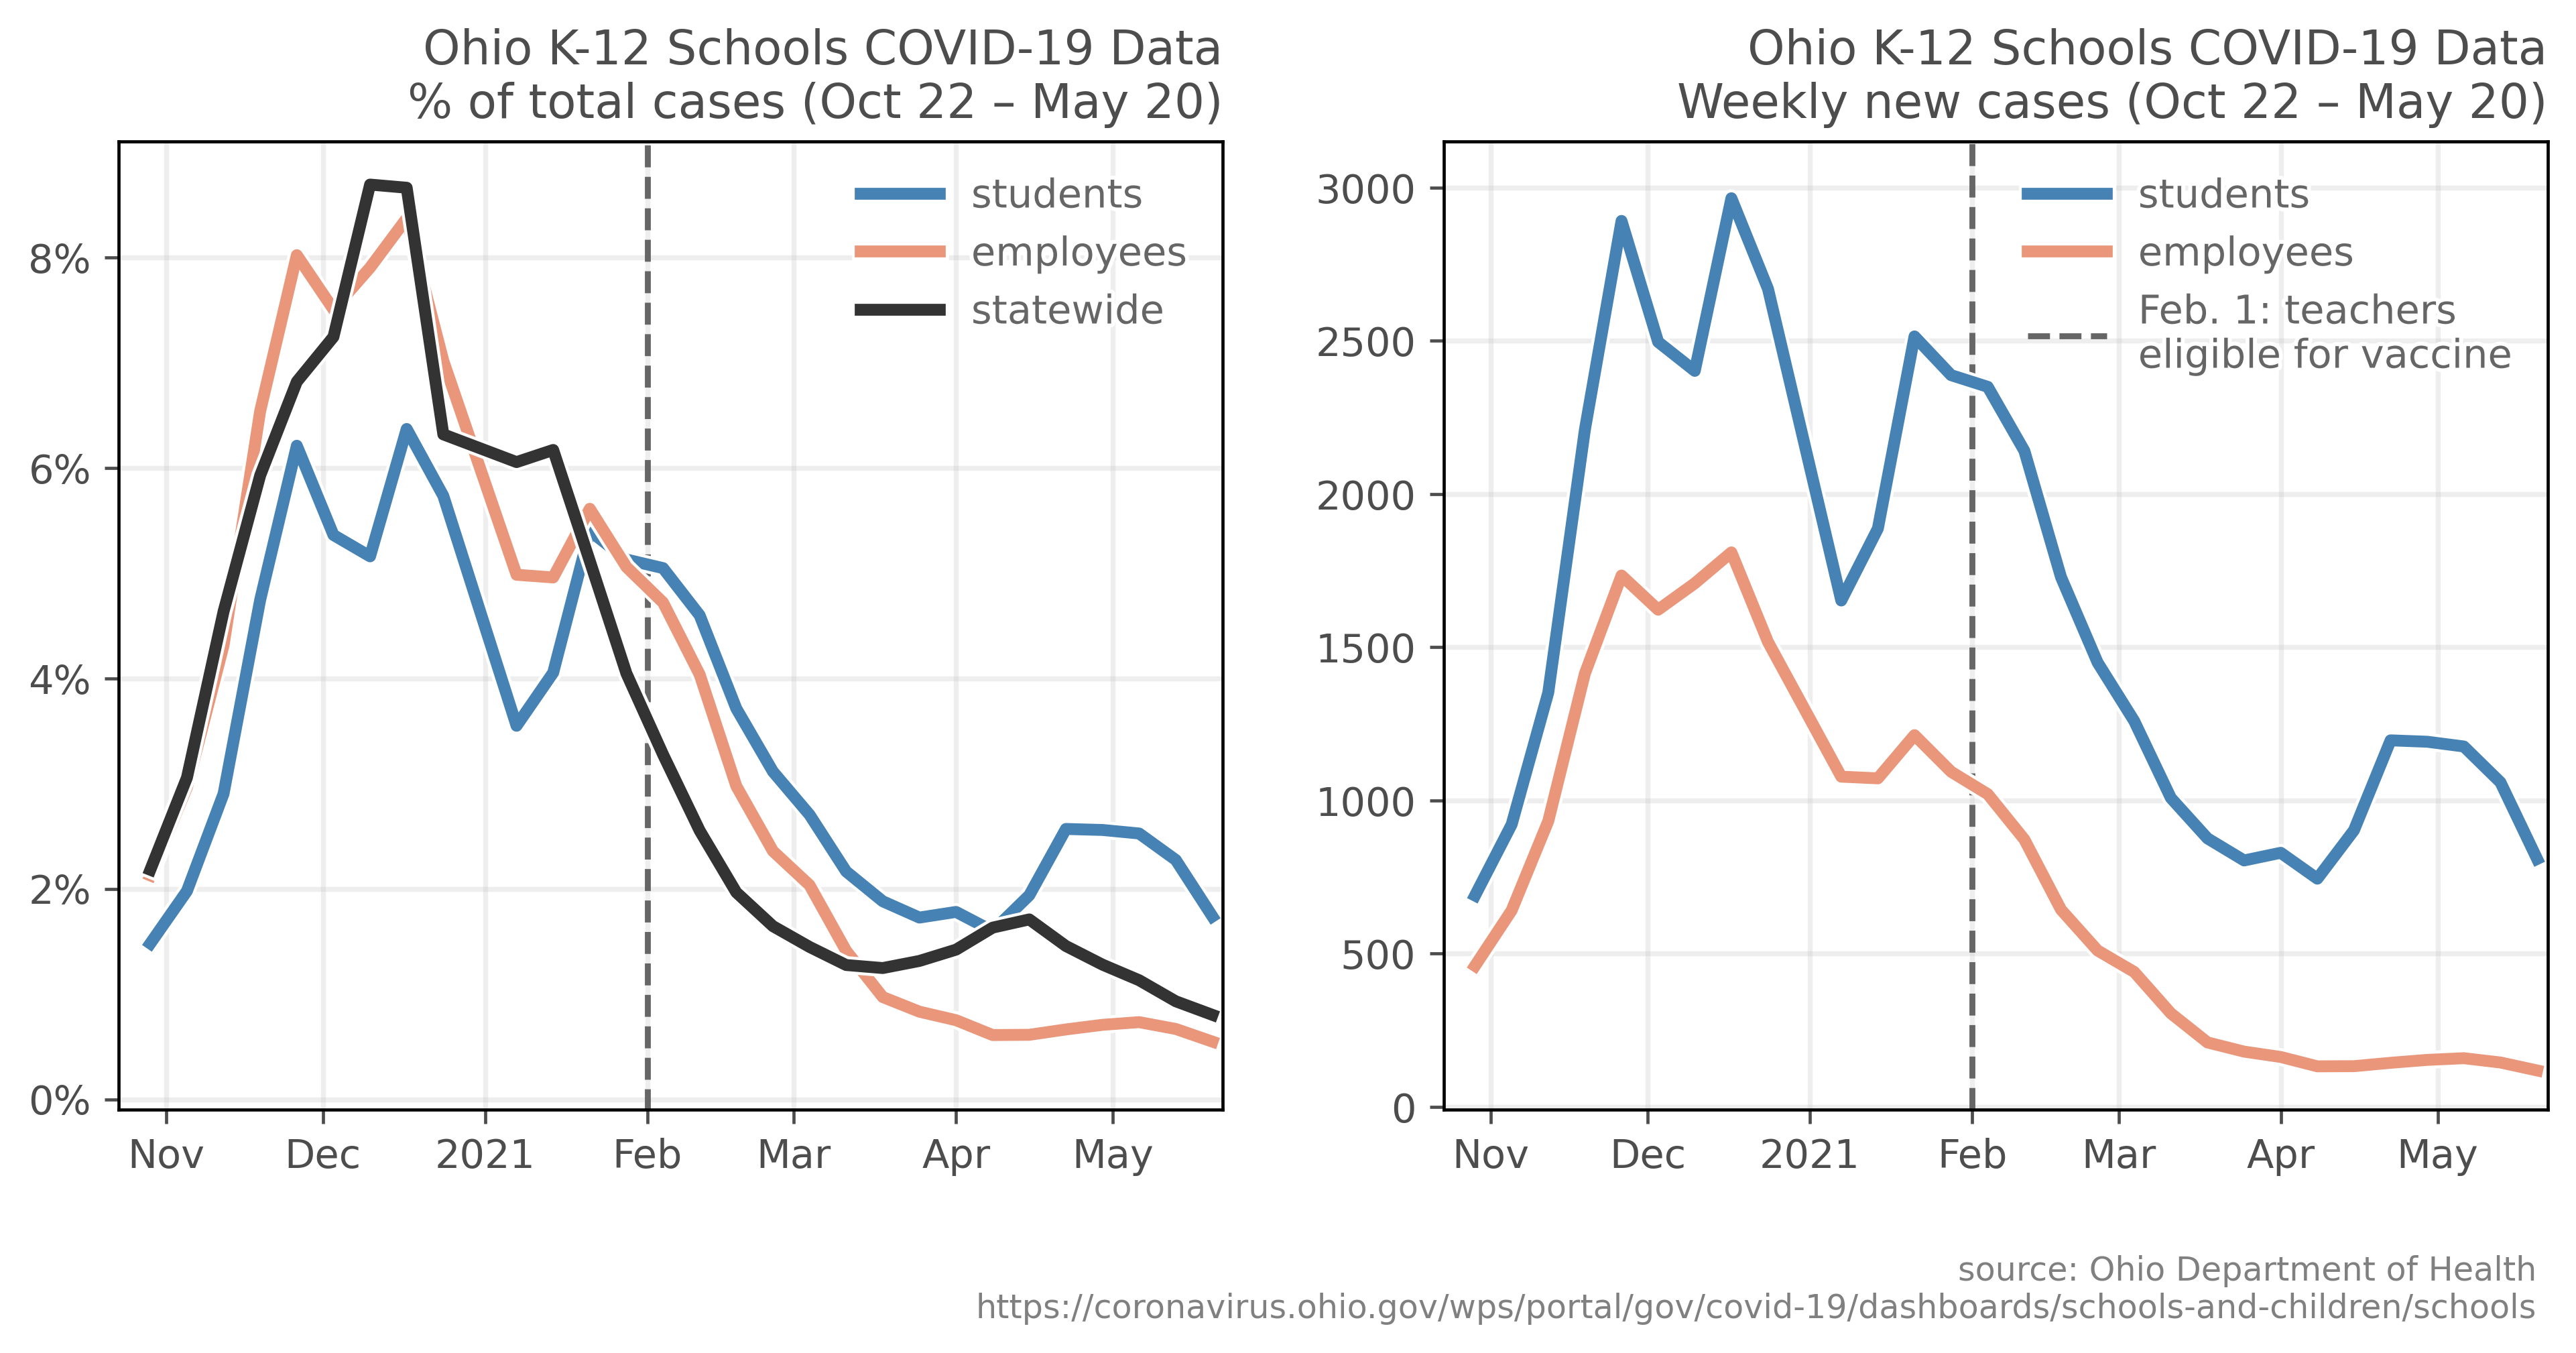 Ohio K-12 Schools COVID-19 Data
% of total cases (Oct 22 – May 20)
8%
6%
4%
2%
0%
students
employees
statewide
Nov Dec 2021 Feb Mar Apr May
Ohio K-12 Schools COVID-19 Data
Weekly new cases (Oct 22 – May 20)
3000
2500
2000
1500
1000
500
0
students
employees
Feb. 1: teachers
eligible for vaccine
Nov Dec 2021 Feb Mar Apr May
source: Ohio Department of Health
https://coronavirus.ohio.gov/wps/portal/gov/covid-19/dashboards/schools-and-children/schools